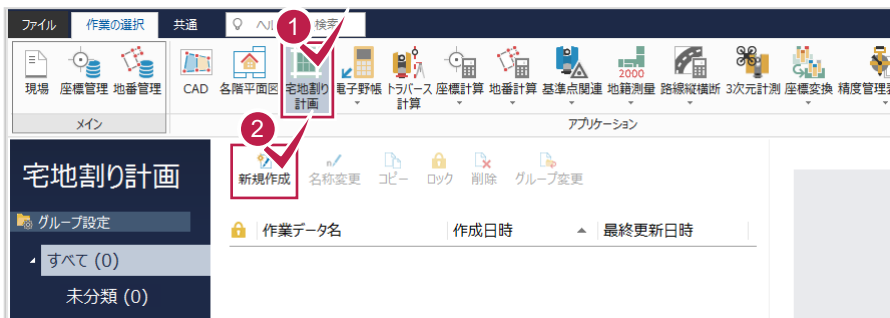 ファイル 作業の選択 共通 検索
1
現場 座標管理 地番管理 CAD 各階平面図 宅地割り計画 電子野帳 トラバース計算 座標計算 地番計算 基準点関連 地籍測量 路線縦横断 3次元計測 座標変換 精度管理
2000
メイン アプリケーション
2
宅地割り計画
新規作成 名称変更 コピー ロック 削除 グループ変更
グループ設定
作業データ名 作成日時 最終更新日時
すべて (0)
未分類 (0)